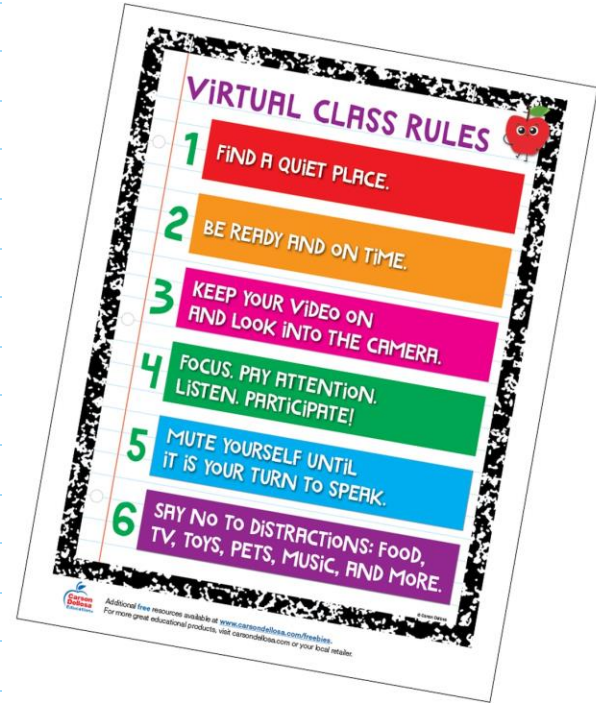 VIRTUAL CLASS RULES
1 FIND A QUIET PLACE.
2 BE READY AND ON TIME.
3 KEEP YOUR VIDEO ON
AND LOOK INTO THE CAMERA.
4 FOCUS. PAY ATTENTION.
LISTEN. PARTICIPATE!
5 MUTE YOURSELF UNTIL
IT IS YOUR TURN TO SPEAK.
6 SAY NO TO DISTRACTIONS: FOOD,
TV, TOYS, PETS, MUSIC, AND MORE.
© Carson Dellosa
Carson
Dellosa
Education
Additional free resources available at www.carsondellosa.com/freebies.
For more great educational products, visit carsondellosa.com or your local retailer.